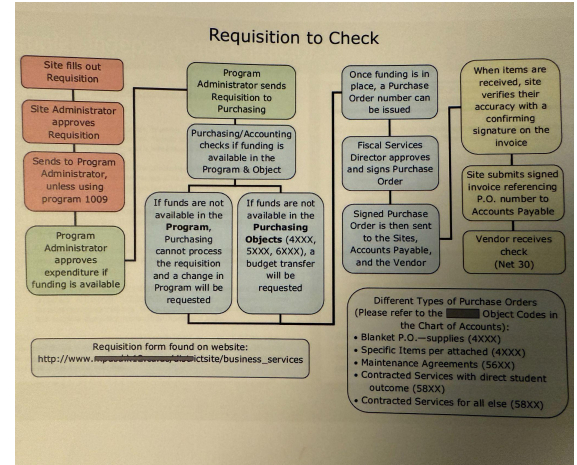 Requisition to Check
Site fills out
Requisition
Site Administrator
approves
Requisition
Sends to Program
Administrator,
unless using
program 1009
Program
Administrator
approves
expenditure if
funding is available
Program
Administrator sends
Requisition to
Purchasing
Purchasing/Accounting
checks if funding is
available in the
Program & Object
If funds are not
available in the
Program,
Purchasing
cannot process
the requisition
and a change in
Program will be
requested
If funds are not
available in the
Purchasing
Objects (4XXX,
5XXX, 6XXX), a
budget transfer
will be
requested
Once funding is in
place, a Purchase
Order number can
be issued
Fiscal Services
Director approves
and signs Purchase
Order
Signed Purchase
Order is then sent
to the Sites,
Accounts Payable,
and the Vendor
When items are
received, site
verifies their
accuracy with a
confirming
signature on the
invoice
Site submits signed
invoice referencing
P.O. number to
Accounts Payable
Vendor receives
check
(Net 30)
Requisition form found on website:
http://www. ictsite/business_services
Different Types of Purchase Orders
(Please refer to the Object Codes in
the Chart of Accounts):
• Blanket P.O.—supplies (4XXX)
• Specific Items per attached (4XXX)
• Maintenance Agreements (56XX)
• Contracted Services with direct student
outcome (58XX)
• Contracted Services for all else (58XX)